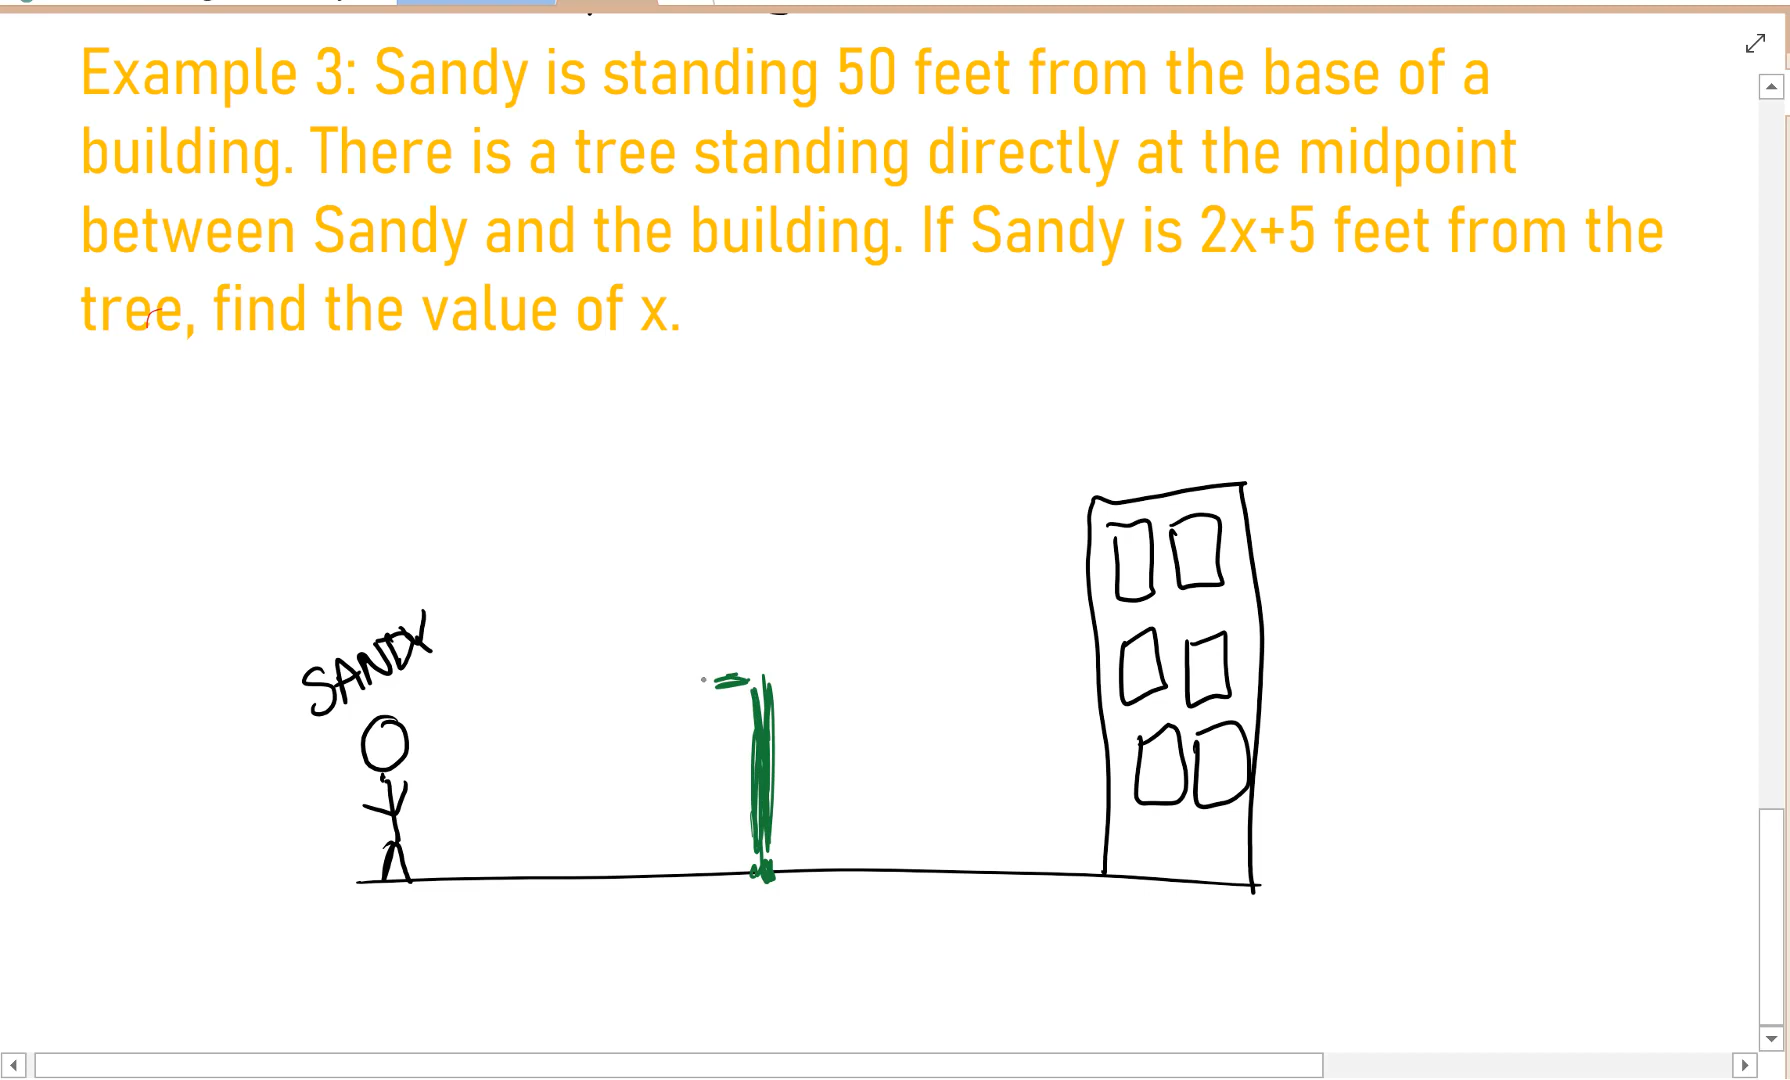 Example 3: Sandy is standing 50 feet from the base of a
building. There is a tree standing directly at the midpoint
between Sandy and the building. If Sandy is 2x+5 feet from the
tree, find the value of x.
SANDY